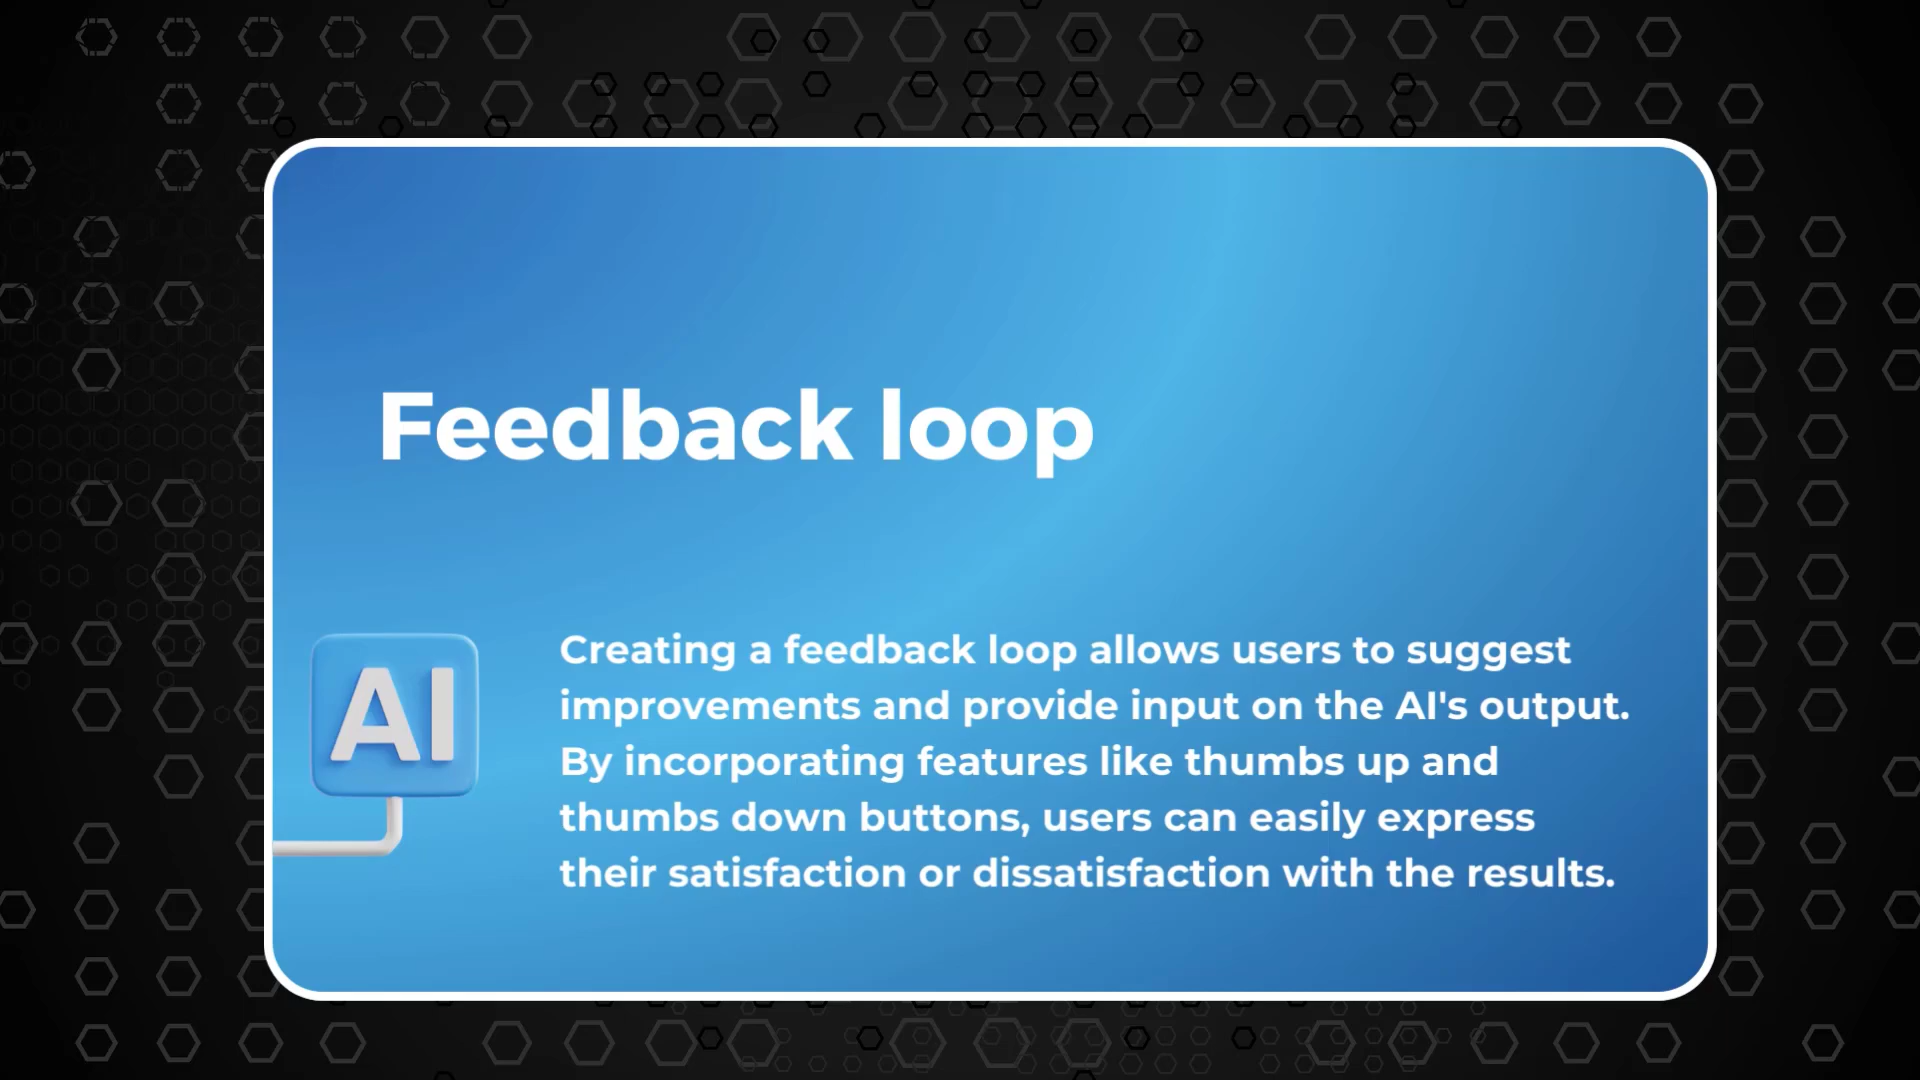 Feedback loop
AI
Creating a feedback loop allows users to suggest
improvements and provide input on the AI's output.
By incorporating features like thumbs up and
thumbs down buttons, users can easily express
their satisfaction or dissatisfaction with the results.